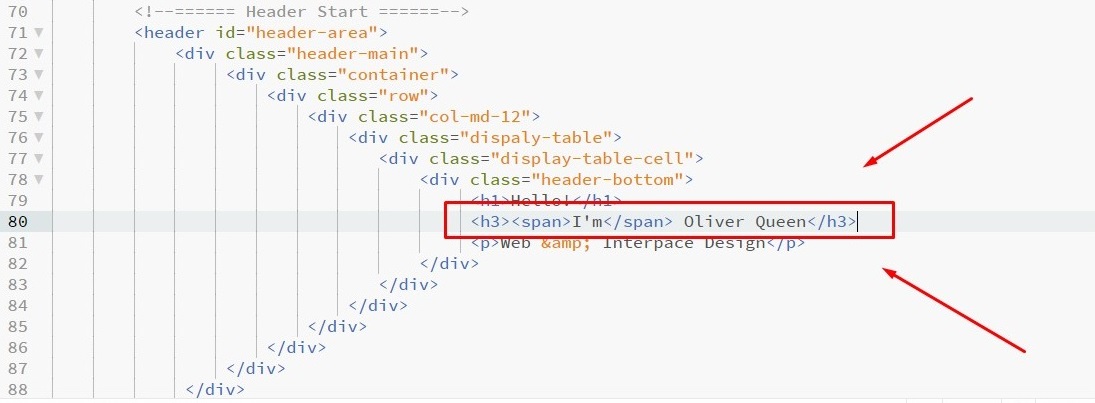 70 <!--====== Header Start ======-->
71 <header id="header-area">
72 <div class="header-main">
73 <div class="container">
74 <div class="row">
75 <div class="col-md-12">
76 <div class="dispaly-table">
77 <div class="display-table-cell">
78 <div class="header-bottom">
79 <h1>Hello!</h1>
80 <h3><span>I'm</span> Oliver Queen</h3>
81 <p>Web &amp; Interpace Design</p>
82 </div>
83 </div>
84 </div>
85 </div>
86 </div>
87 </div>
88 </div>